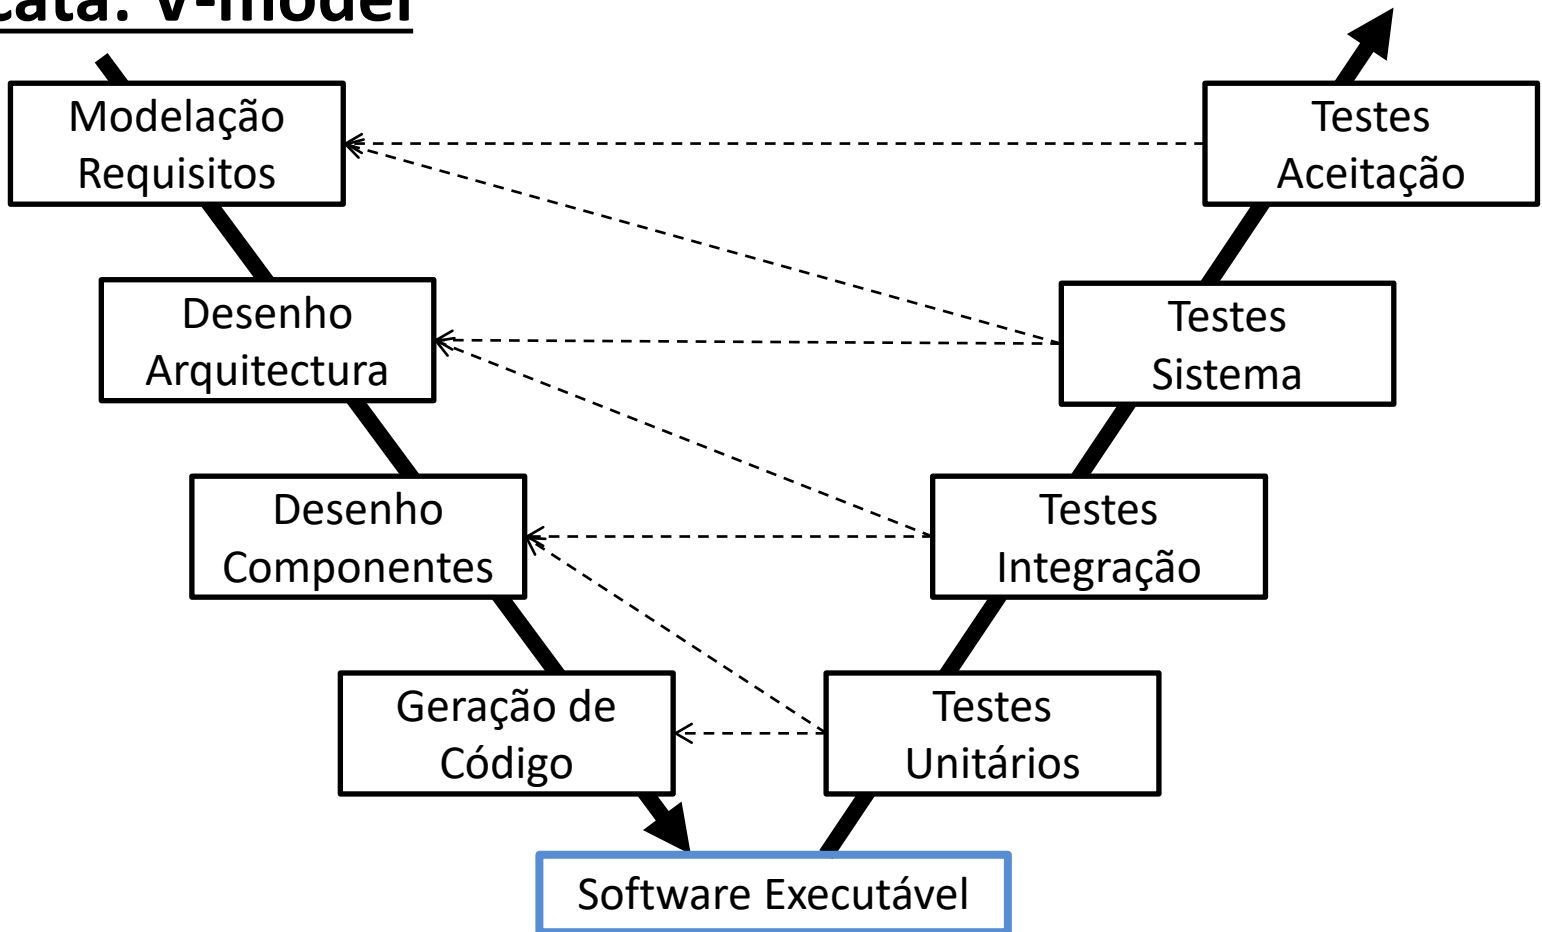 V-model
Modelação
Requisitos
Testes
Aceitação
Desenho
Arquitectura
Testes
Sistema
Desenho
Componentes
Testes
Integração
Geração de
Código
Testes
Unitários
Software Executável